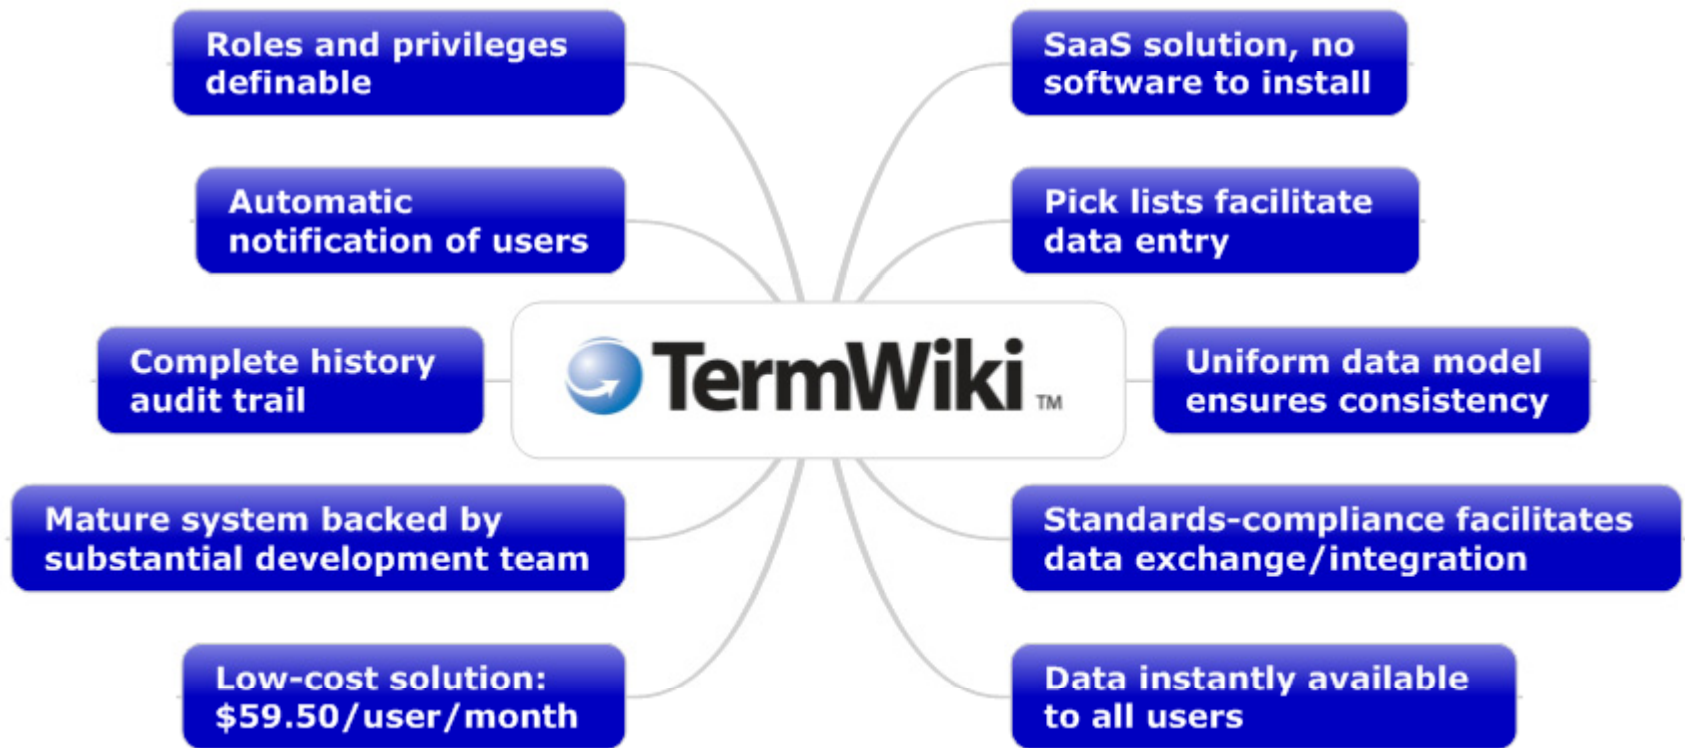 Roles and privileges
definable
Automatic
notification of users
Complete history
audit trail
Mature system backed by
substantial development team
Low-cost solution:
$59.50/user/month
TermWiki TM
SaaS solution, no
software to install
Pick lists facilitate
data entry
Uniform data model
ensures consistency
Standards-compliance facilitates
data exchange/integration
Data instantly available
to all users